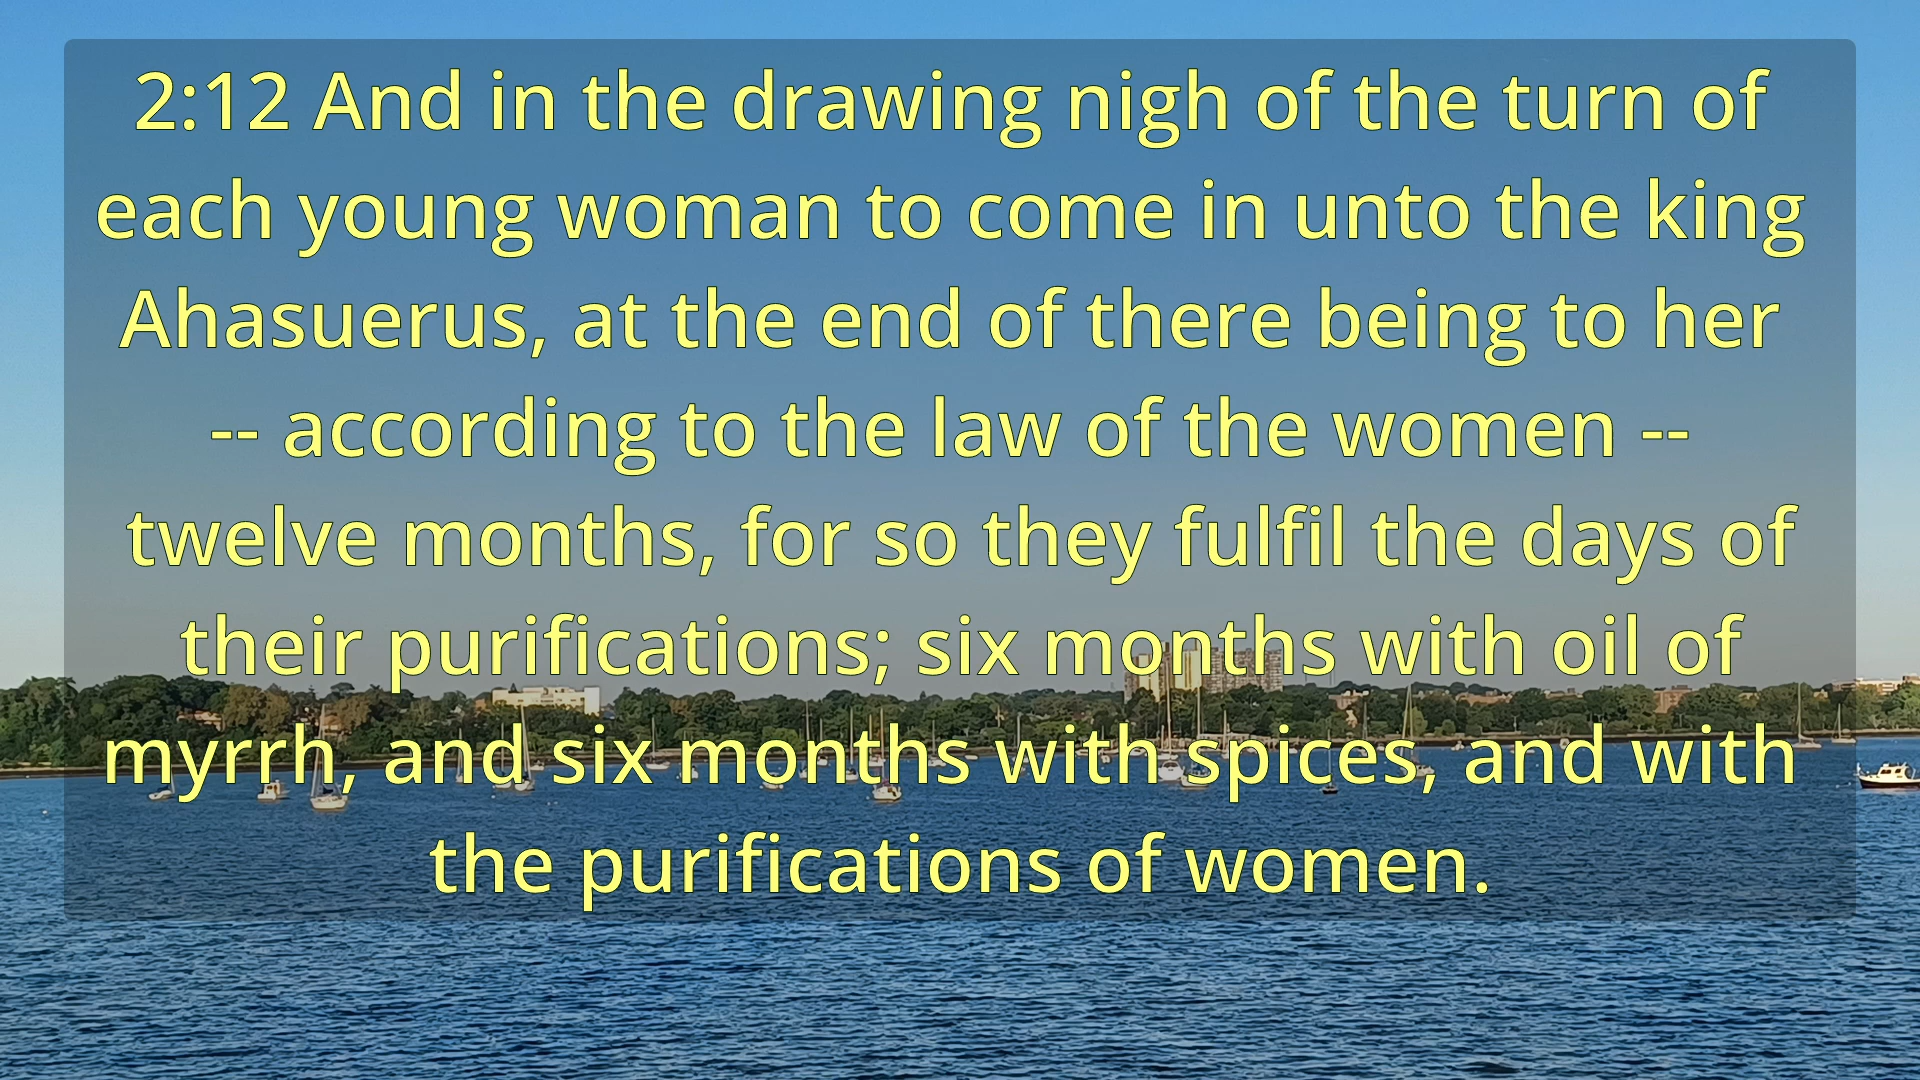 2:12 And in the drawing nigh of the turn of
each young woman to come in unto the king
Ahasuerus, at the end of there being to her
-- according to the law of the women --
twelve months, for so they fulfil the days of
their purifications; six months with oil of
myrrh, and six months with spices, and with
the purifications of women.